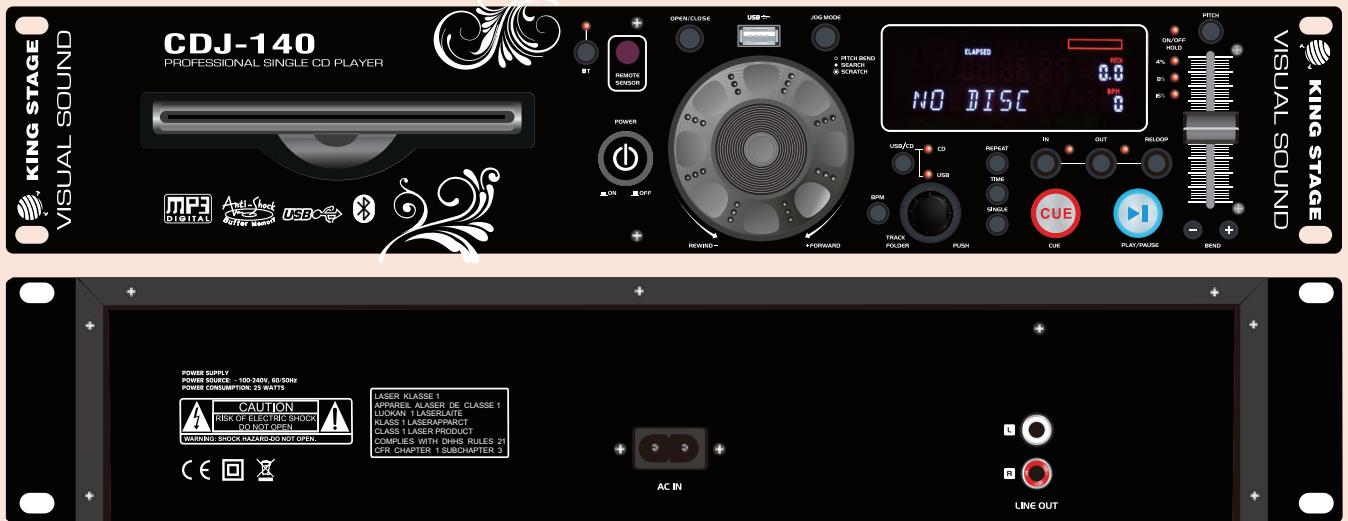 KING STAGE
VISUAL SOUND
CDJ-140
PROFESSIONAL SINGLE CD PLAYER
MP3
DIGITAL
Anti-Shock
Buffer Memory
USB
BT
REMOTE
SENSOR
POWER
ON
OFF
OPEN/CLOSE
USB
JOG MODE
PITCH BEND
SEARCH
SCRATCH
REWIND -
+ FORWARD
ELAPSED
PITCH
0.0
NO DISC
BPM
0
USB/CD
CD
USB
BPM
TRACK
FOLDER
PUSH
REPEAT
TIME
SINGLE
IN
OUT
RELOOP
CUE
CUE
PLAY/PAUSE
PITCH
ON/OFF
HOLD
4%
8%
16%
- +
BEND
VISUAL SOUND
KING STAGE
POWER SUPPLY
POWER SOURCE: ~ 100-240V, 60/50Hz
POWER CONSUMPTION: 25 WATTS
CAUTION
RISK OF ELECTRIC SHOCK
DO NOT OPEN
WARNING: SHOCK HAZARD-DO NOT OPEN.
CE
LASER KLASSE 1
APPAREIL ALASER DE CLASSE 1
LUOKAN 1 LASERLAITE
KLASS 1 LASERAPPARCT
CLASS 1 LASER PRODUCT
COMPLIES WITH DHHS RULES 21
CFR CHAPTER 1 SUBCHAPTER 3
AC IN
L
R
LINE OUT